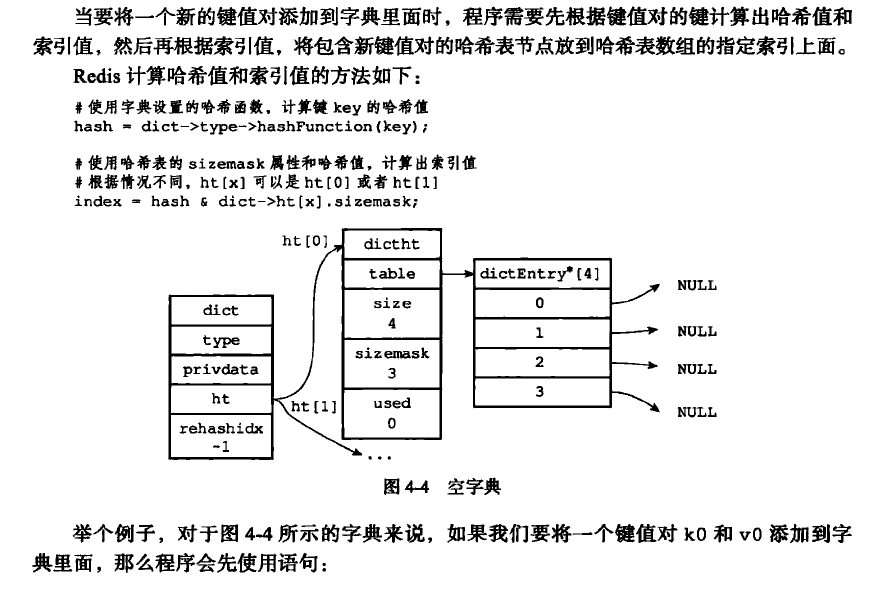 当要将一个新的键值对添加到字典里面时，程序需要先根据键值对的键计算出哈希值和
索引值，然后再根据索引值，将包含新键值对的哈希表节点放到哈希表数组的指定索引上面。
Redis 计算哈希值和索引值的方法如下：
# 使用字典设置的哈希函数，计算键 key 的哈希值
hash = dict->type->hashFunction(key);
# 使用哈希表的 sizemask 属性和哈希值，计算出索引值
# 根据情况不同，ht[x] 可以是 ht[0] 或者 ht[1]
index = hash & dict->ht[x].sizemask;
ht[0]
dictht
table
size
4
sizemask
3
used
0
dictEntry*[4]
0
1
2
3
NULL
NULL
NULL
NULL
dict
type
privdata
ht
rehashidx
-1
ht[1]
...
图 4-4 空字典
举个例子，对于图 4-4 所示的字典来说，如果我们要将一个键值对 k0 和 v0 添加到字
典里面，那么程序会先使用语句：